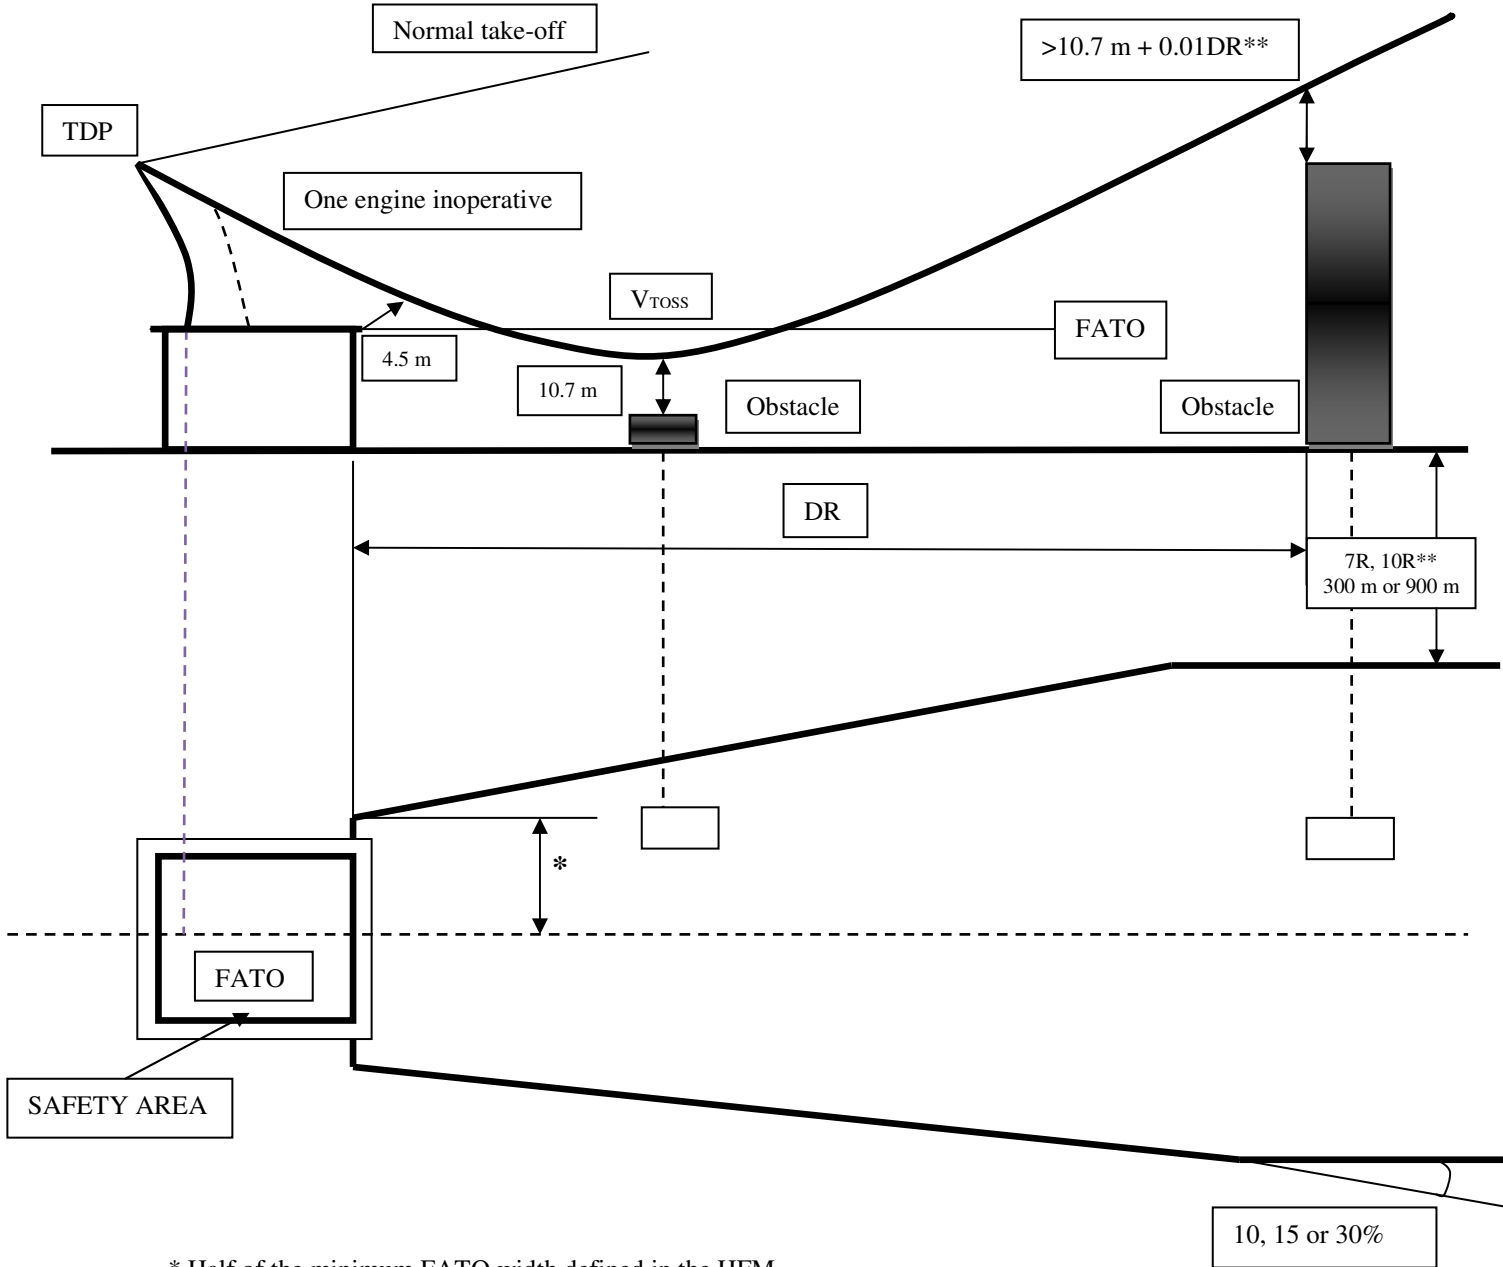 Normal take-off
>10.7 m + 0.01DR**
TDP
One engine inoperative
VTOSS
FATO
4.5 m
10.7 m
Obstacle
Obstacle
DR
7R, 10R**
300 m or 900 m
*
FATO
SAFETY AREA
10, 15 or 30%
* Half of the minimum FATO width defined in the HFM